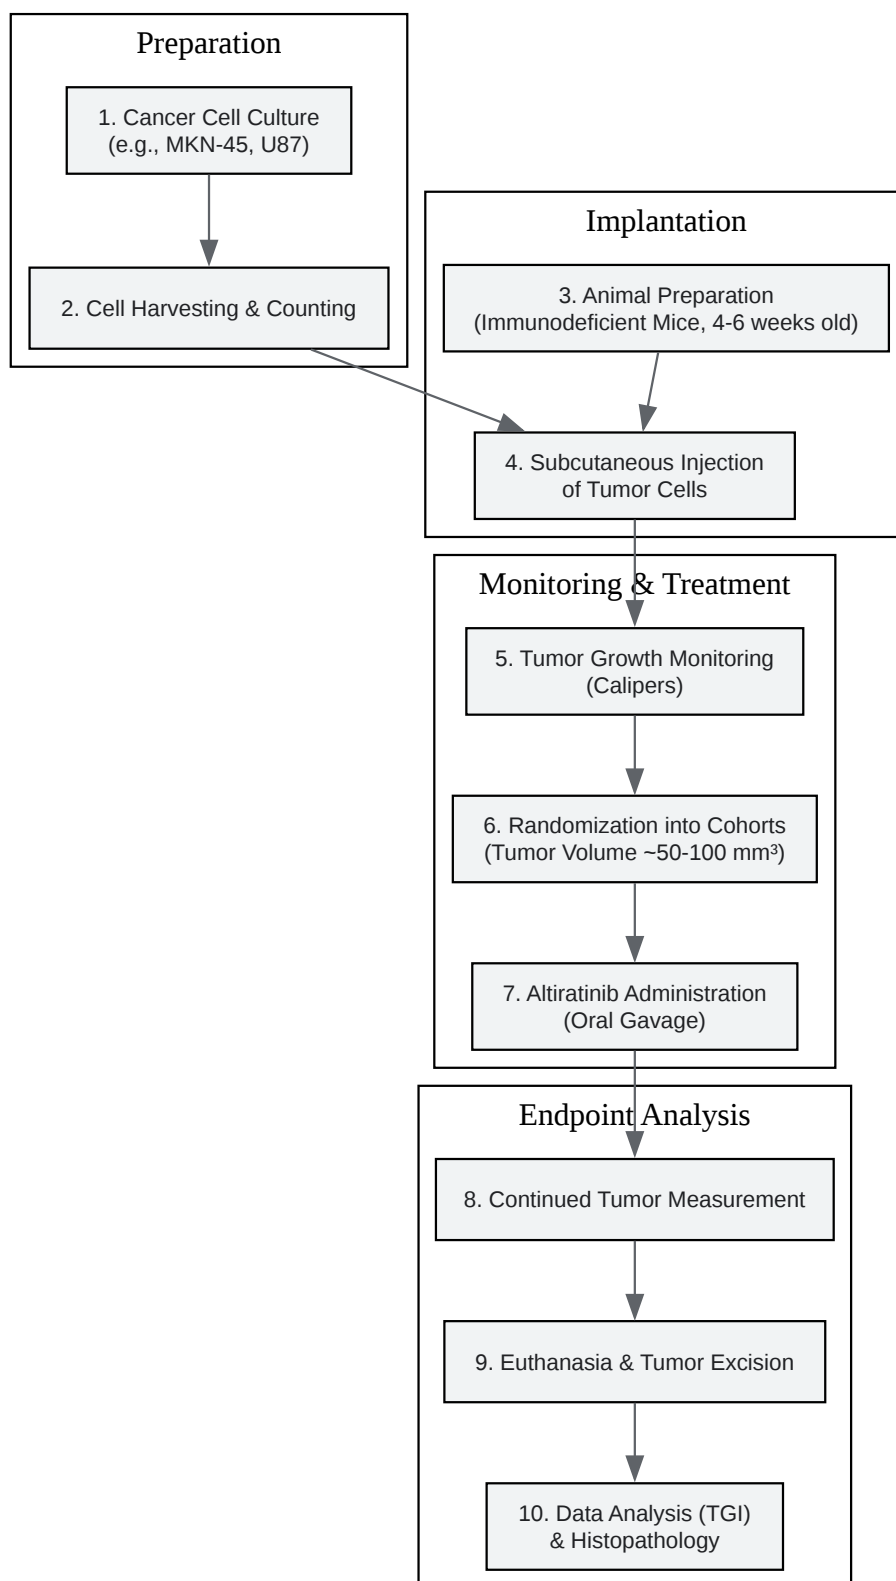 Preparation
1. Cancer Cell Culture
(e.g., MKN-45, U87)
2. Cell Harvesting & Counting
Implantation
3. Animal Preparation
(Immunodeficient Mice, 4-6 weeks old)
4. Subcutaneous Injection
of Tumor Cells
Monitoring & Treatment
5. Tumor Growth Monitoring
(Calipers)
6. Randomization into Cohorts
(Tumor Volume ~50-100 mm³)
7. Altiratinib Administration
(Oral Gavage)
Endpoint Analysis
8. Continued Tumor Measurement
9. Euthanasia & Tumor Excision
10. Data Analysis (TGI)
& Histopathology